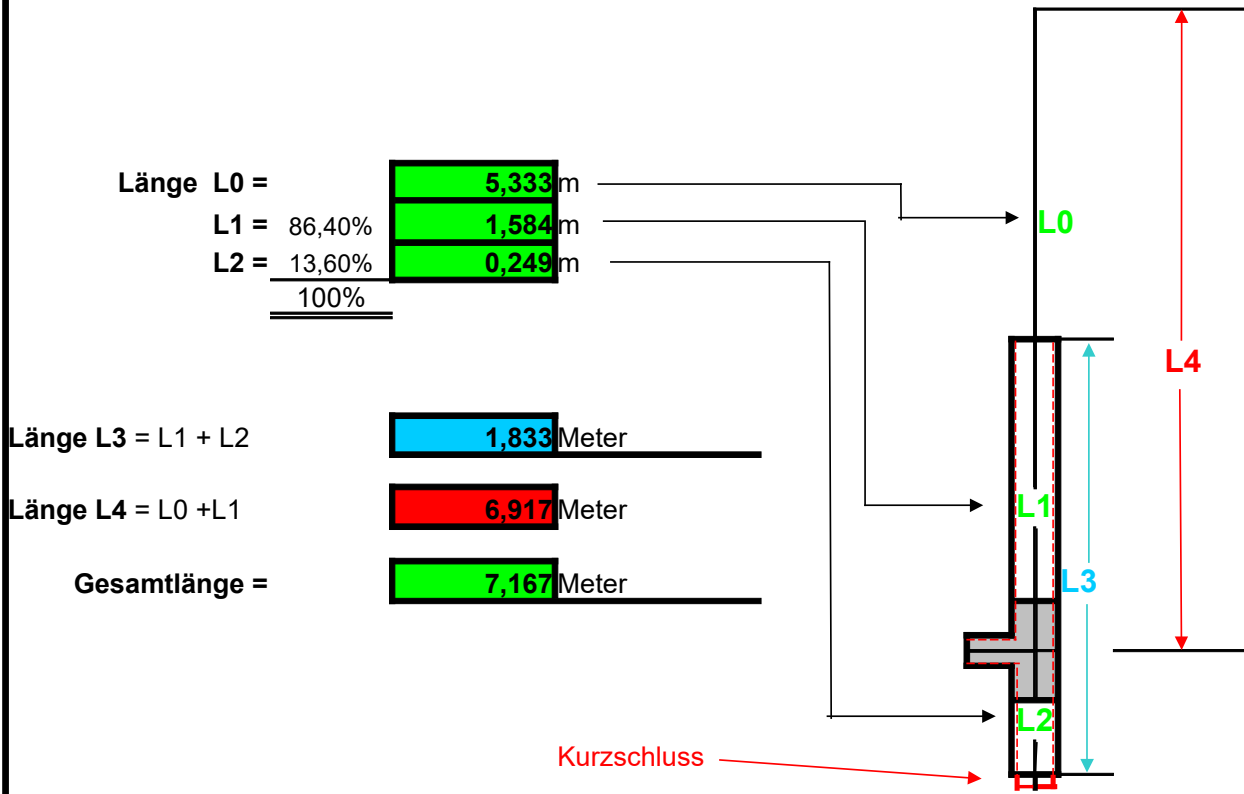 Länge L0 = 5,333 m
L1 = 86,40% 1,584 m
L2 = 13,60% 0,249 m
100%
Länge L3 = L1 + L2 1,833 Meter
Länge L4 = L0 +L1 6,917 Meter
Gesamtlänge = 7,167 Meter
L0
L4
L1
L3
L2
Kurzschluss